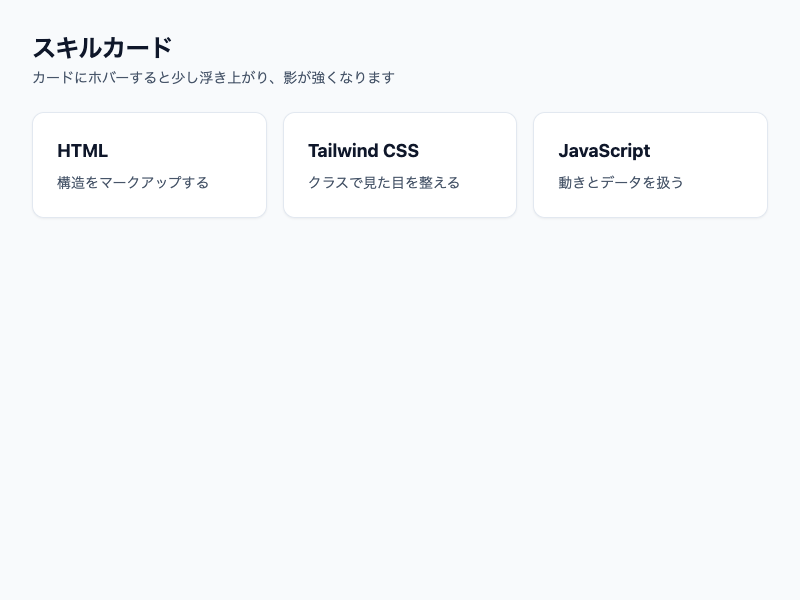 スキルカード
カードにホバーすると少し浮き上がり、影が強くなります
HTML
構造をマークアップする
Tailwind CSS
クラスで見た目を整える
JavaScript
動きとデータを扱う